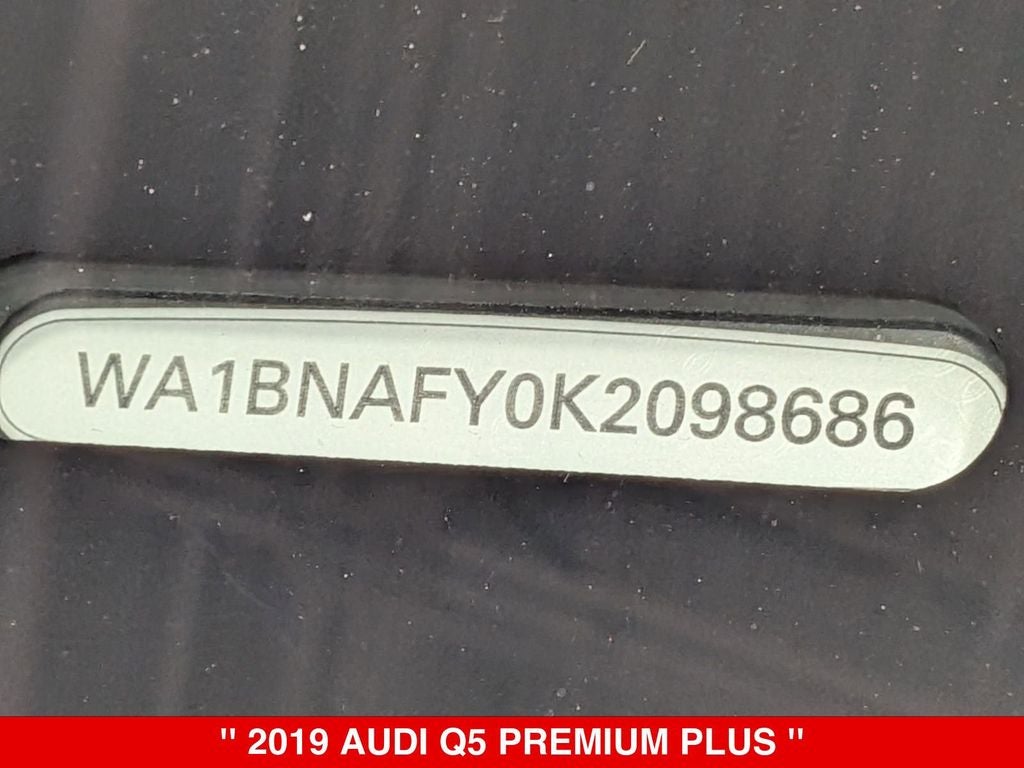 WA1BNAFY0K2098686
" 2019 AUDI Q5 PREMIUM PLUS "